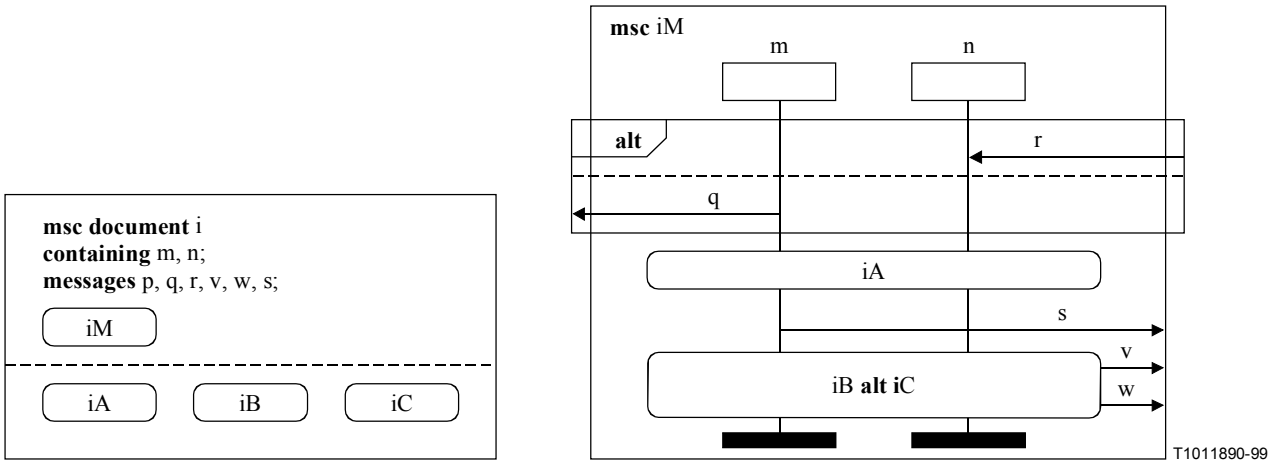 msc document i
containing m, n;
messages p, q, r, v, w, s;
iM
iA iB iC
msc iM
m n
alt
r
q
iA
s
v
iB alt iC
w
T1011890-99